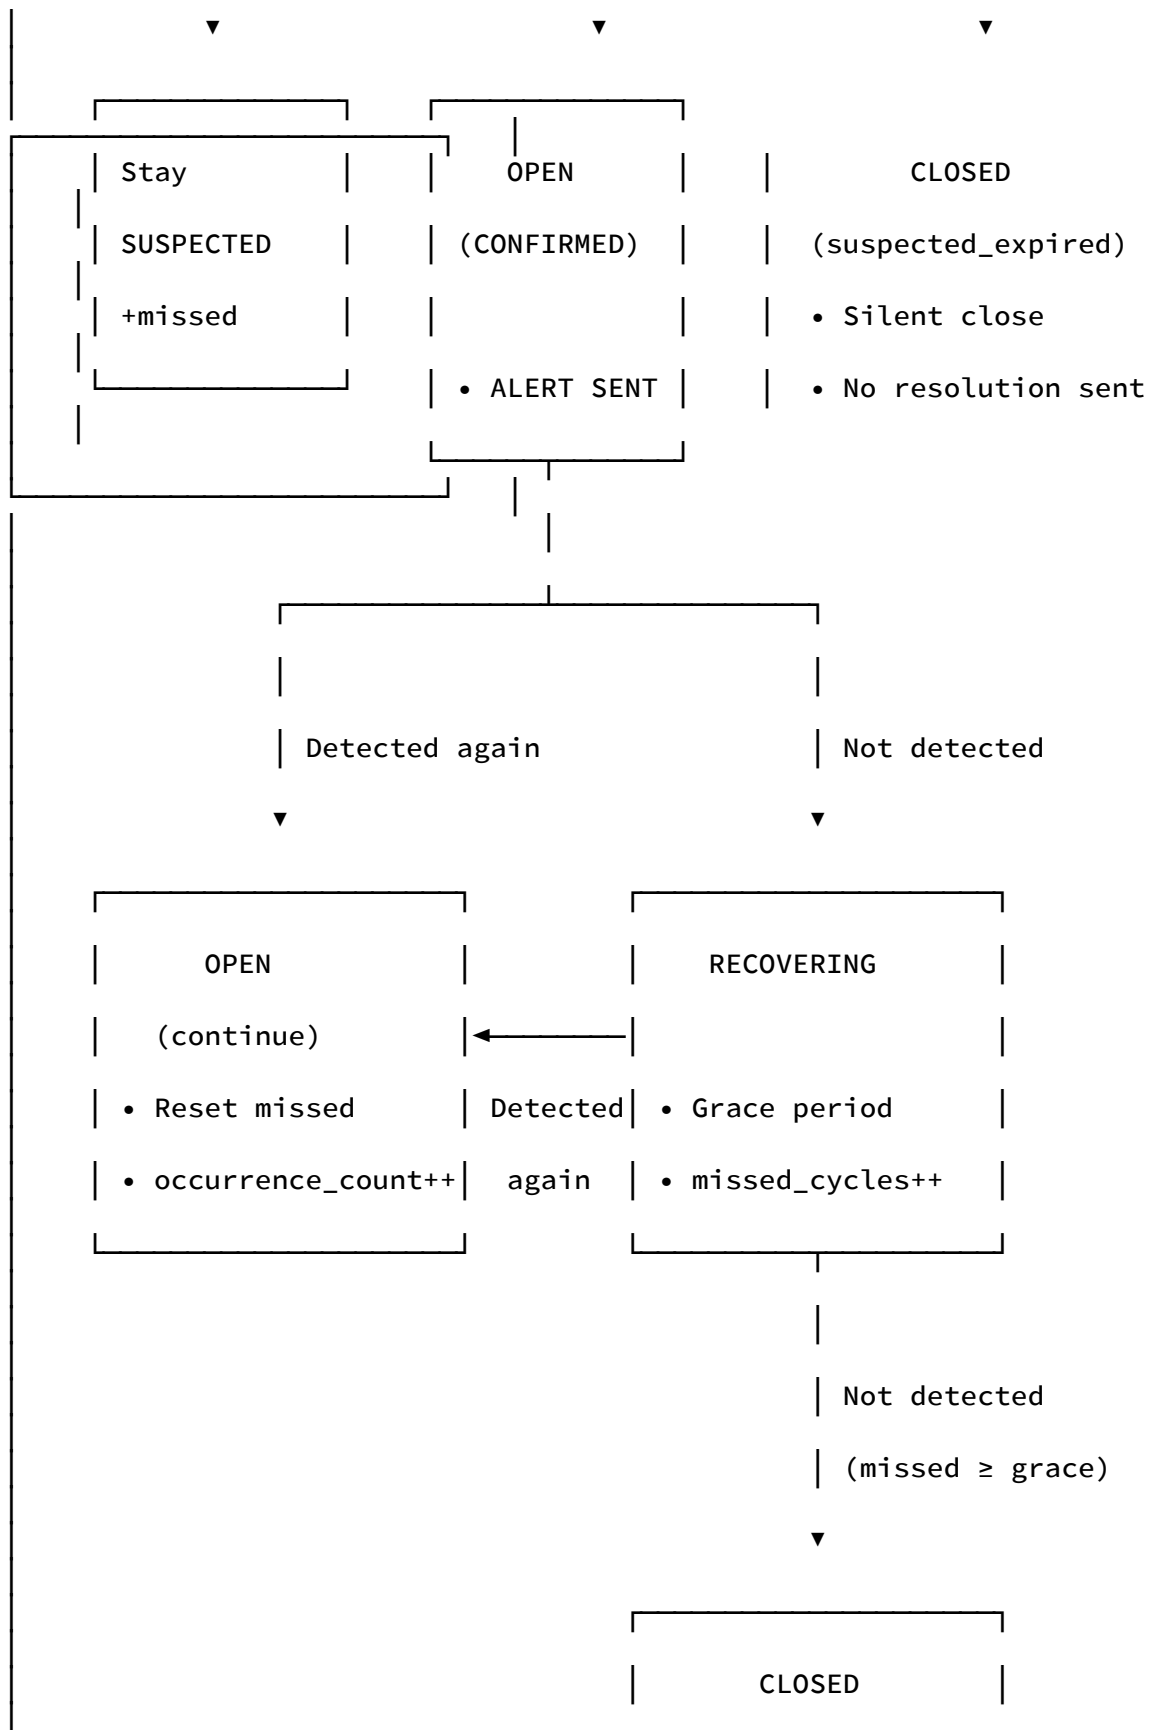 Stay OPEN CLOSED
SUSPECTED (CONFIRMED) (suspected_expired)
+missed • Silent close
• ALERT SENT • No resolution sent
Detected again Not detected
OPEN RECOVERING
(continue)
• Reset missed Detected • Grace period
• occurrence_count++ again • missed_cycles++
Not detected
(missed ≥ grace)
CLOSED